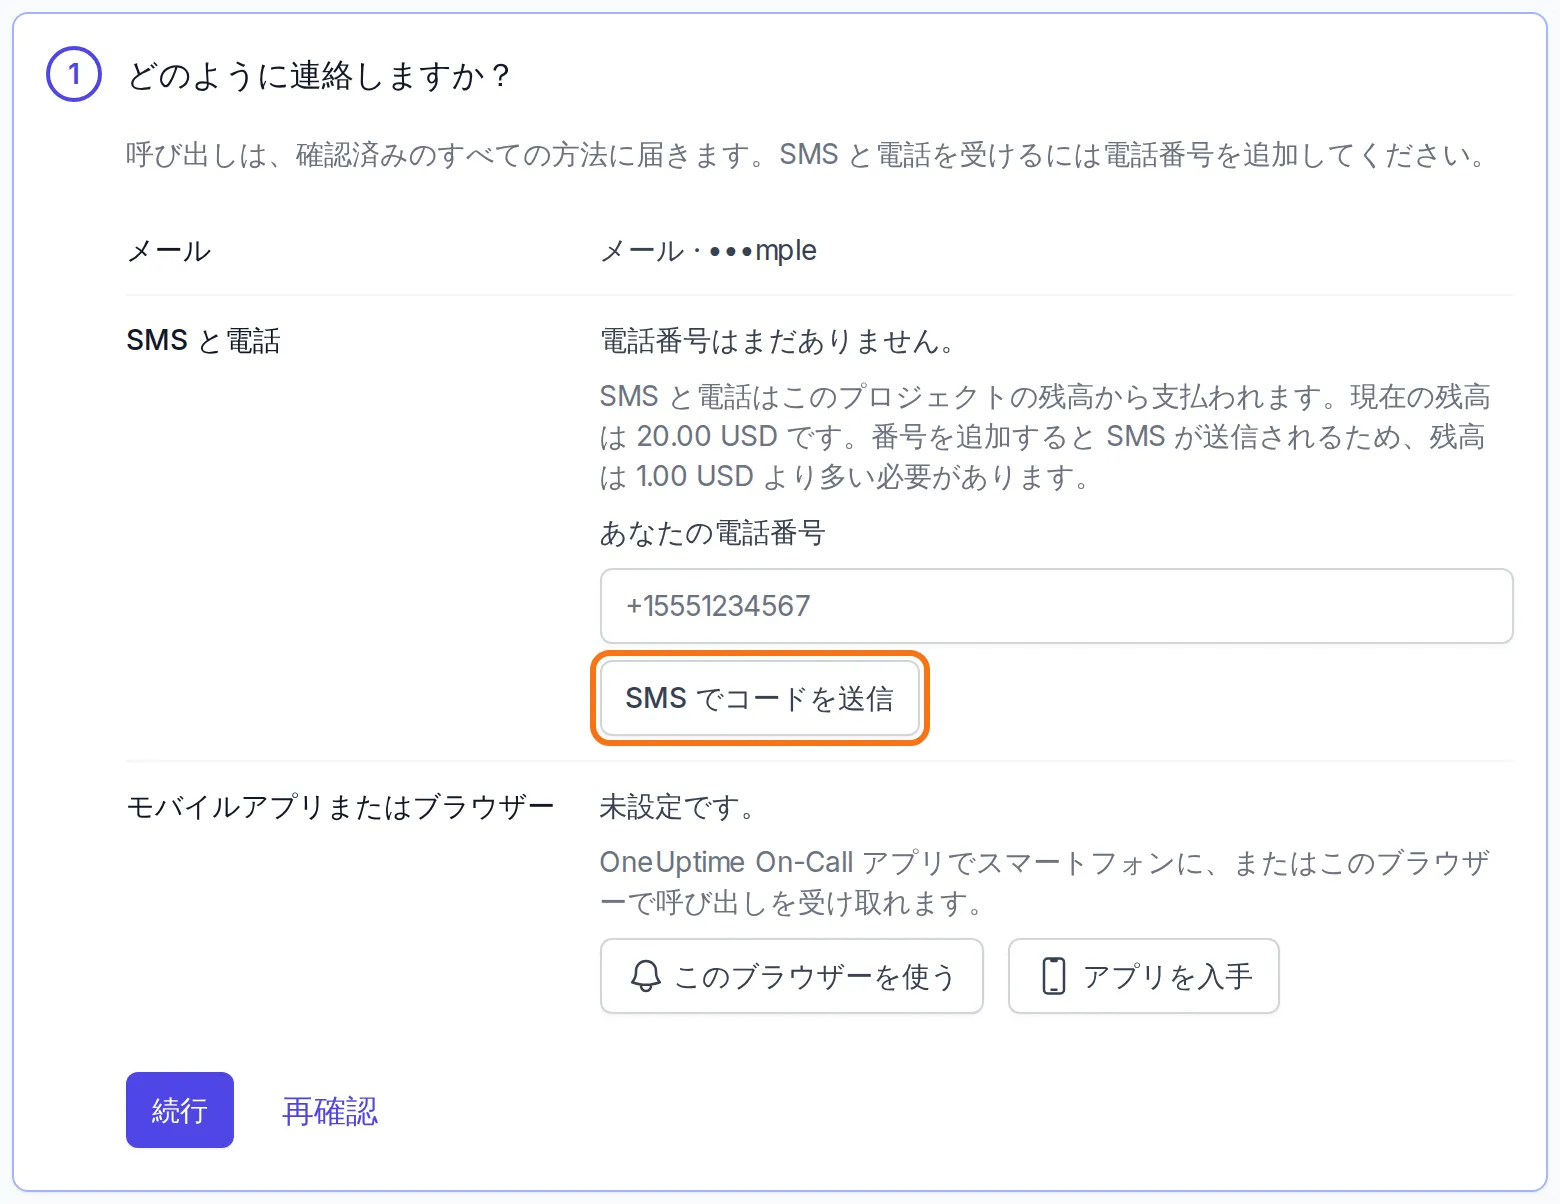 1
どのように連絡しますか？
呼び出しは、確認済みのすべての方法に届きます。SMS と電話を受けるには電話番号を追加してください。
メール
メール · •••mple
SMS と電話
電話番号はまだありません。
SMS と電話はこのプロジェクトの残高から支払われます。現在の残高
は 20.00 USD です。番号を追加すると SMS が送信されるため、残高
は 1.00 USD より多い必要があります。
あなたの電話番号
+15551234567
SMS でコードを送信
モバイルアプリまたはブラウザー
未設定です。
OneUptime On-Call アプリでスマートフォンに、またはこのブラウザ
ーで呼び出しを受け取れます。
このブラウザーを使う
アプリを入手
続行
再確認